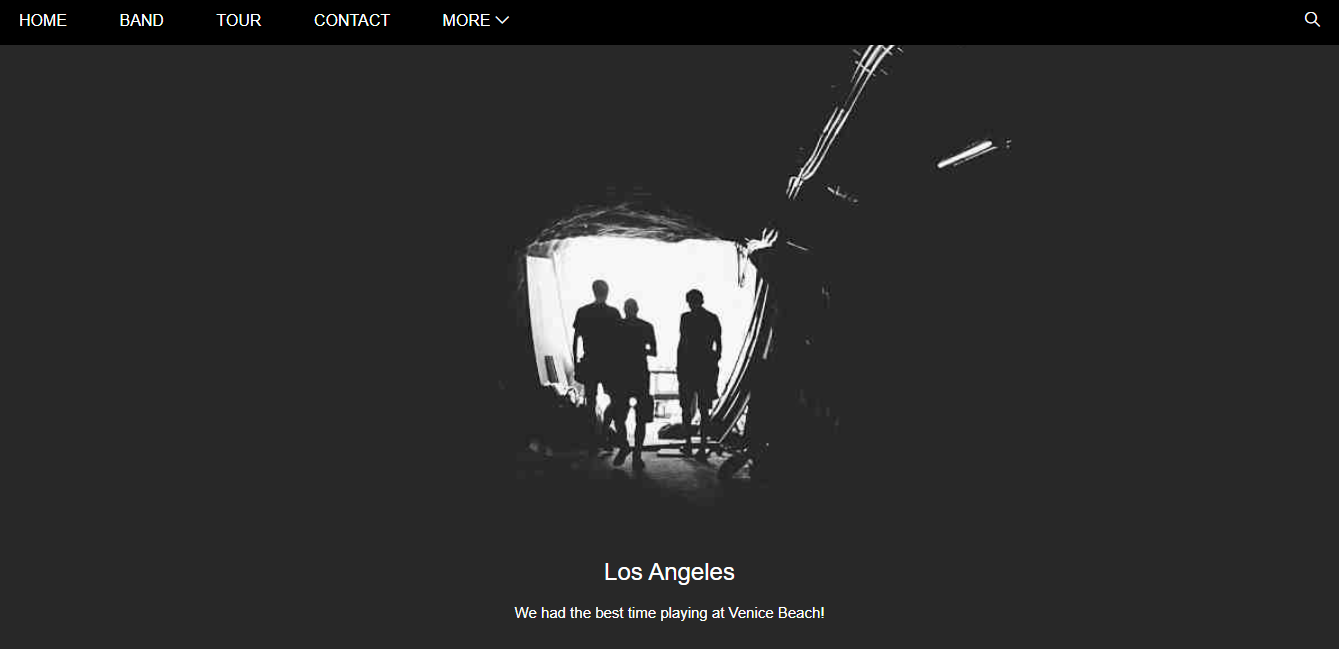 HOME BAND TOUR CONTACT MORE
Los Angeles
We had the best time playing at Venice Beach!